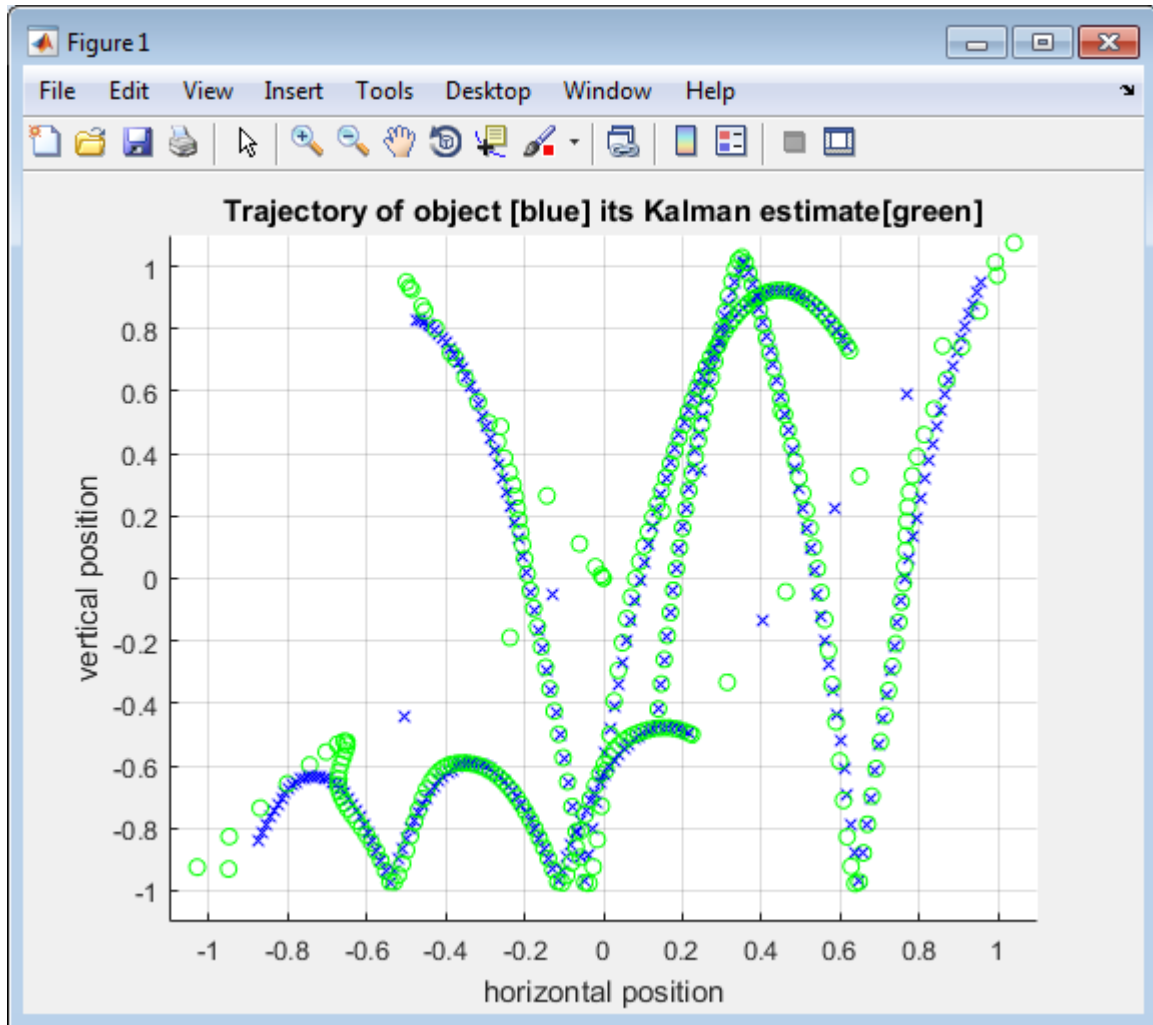 Figure 1
File Edit View Insert Tools Desktop Window Help
Trajectory of object [blue] its Kalman estimate[green]
1
0.8
0.6
0.4
0.2
0
-0.2
-0.4
-0.6
-0.8
-1
vertical position
-1 -0.8 -0.6 -0.4 -0.2 0 0.2 0.4 0.6 0.8 1
horizontal position